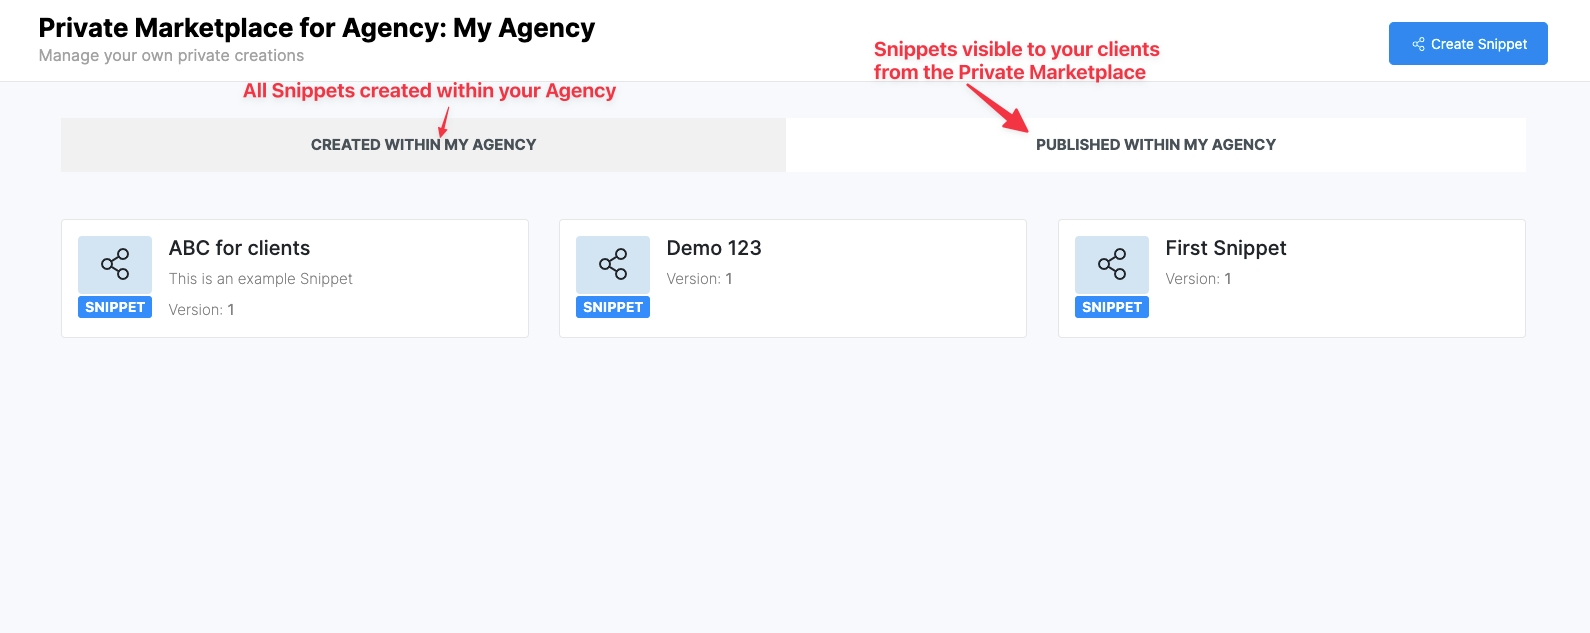 Private Marketplace for Agency: My Agency
Manage your own private creations
Create Snippet
Snippets visible to your clients
from the Private Marketplace
All Snippets created within your Agency
CREATED WITHIN MY AGENCY
PUBLISHED WITHIN MY AGENCY
ABC for clients
This is an example Snippet
Version: 1
SNIPPET
Demo 123
Version: 1
SNIPPET
First Snippet
Version: 1
SNIPPET